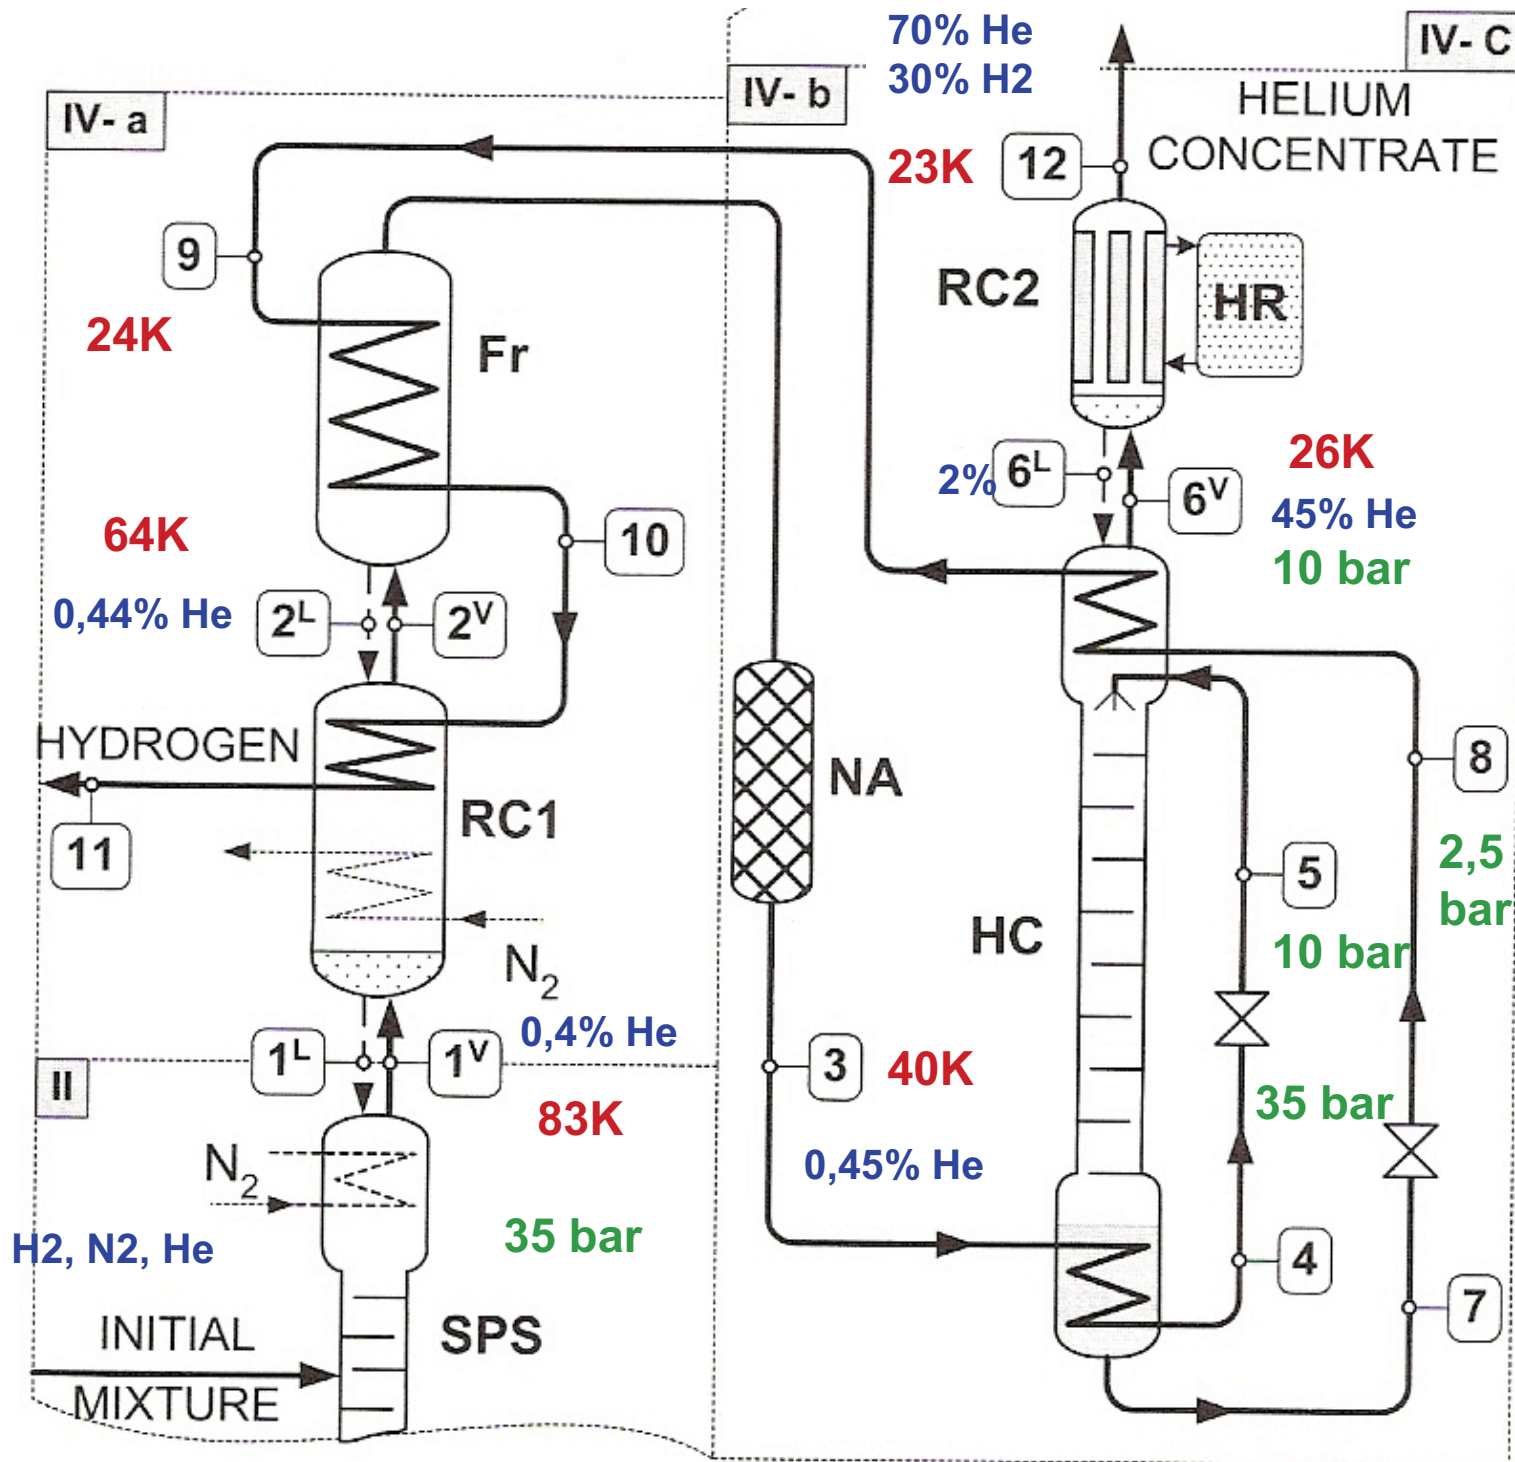 70% He
30% H2
IV- C
IV- a
IV- b
HELIUM
CONCENTRATE
23K
12
9
RC2
HR
24K
Fr
26K
2%
6L
6V
45% He
64K
10
10 bar
0,44% He
2L
2V
HYDROGEN
8
NA
RC1
11
5
2,5
bar
HC
10 bar
N2
0,4% He
1L
1V
3
40K
II
35 bar
83K
N2
0,45% He
35 bar
H2, N2, He
4
7
INITIAL
SPS
MIXTURE